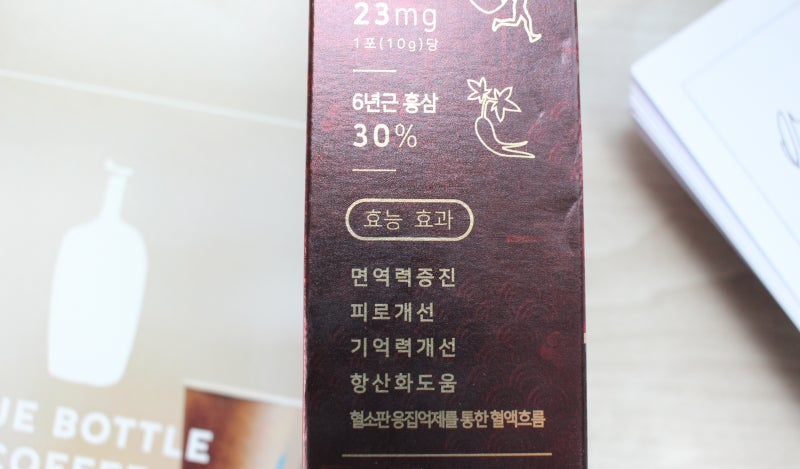 23mg
1포(10g)당
6년근 홍삼
30%
효능 효과
면역력증진
피로개선
기억력개선
항산화도움
혈소판 응집억제를 통한 혈액흐름
UE BOTTLE
COFFEE